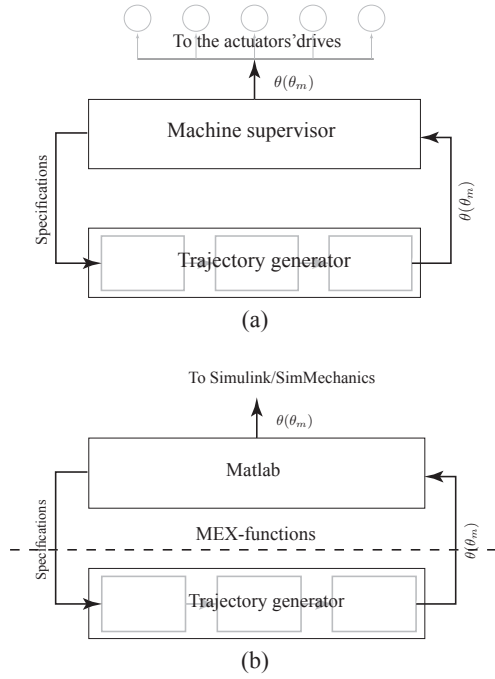 To the actuators'drives
θ(θₘ)
Machine supervisor
Specifications
θ(θₘ)
Trajectory generator
(a)
To Simulink/SimMechanics
θ(θₘ)
Matlab
MEX-functions
Specifications
θ(θₘ)
Trajectory generator
(b)